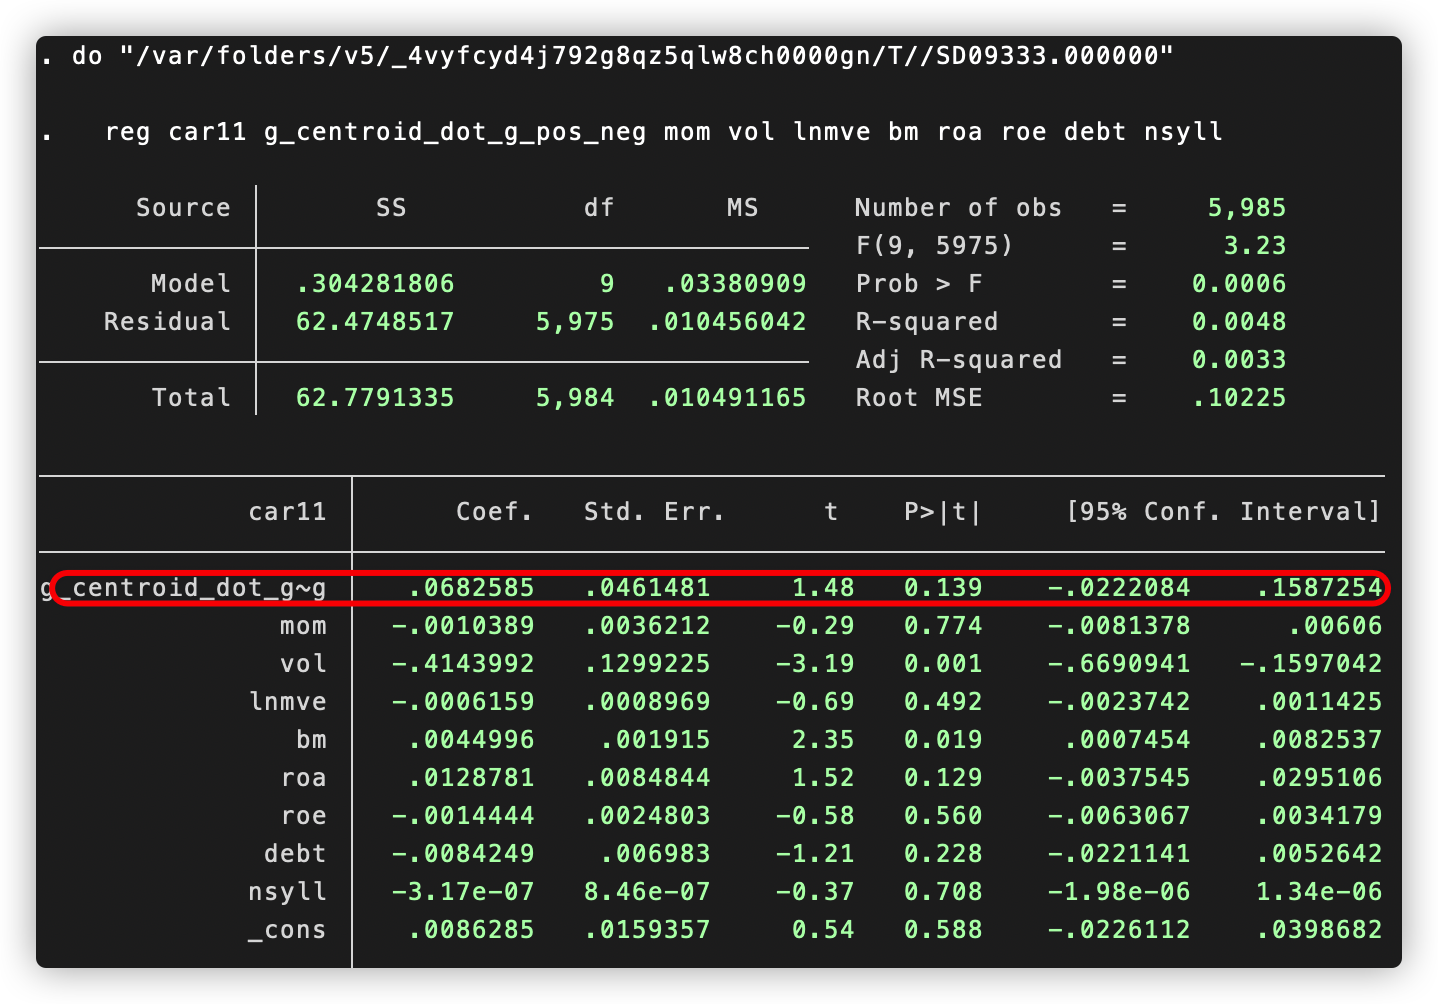 . do "/var/folders/v5/_4vyfcyd4j792g8qz5qlw8ch0000gn/T//SD09333.000000"
. reg car11 g_centroid_dot_g_pos_neg mom vol lnmve bm roa roe debt nsyll
Source SS df MS Number of obs = 5,985
F(9, 5975) = 3.23
Model .304281806 9 .03380909 Prob > F = 0.0006
Residual 62.4748517 5,975 .010456042 R-squared = 0.0048
Adj R-squared = 0.0033
Total 62.7791335 5,984 .010491165 Root MSE = .10225
car11 Coef. Std. Err. t P>|t| [95% Conf. Interval]
g_centroid_dot_g~g .0682585 .0461481 1.48 0.139 -.0222084 .1587254
mom -.0010389 .0036212 -0.29 0.774 -.0081378 .00606
vol -.4143992 .1299225 -3.19 0.001 -.6690941 -.1597042
lnmve -.0006159 .0008969 -0.69 0.492 -.0023742 .0011425
bm .0044996 .001915 2.35 0.019 .0007454 .0082537
roa .0128781 .0084844 1.52 0.129 -.0037545 .0295106
roe -.0014444 .0024803 -0.58 0.560 -.0063067 .0034179
debt -.0084249 .006983 -1.21 0.228 -.0221141 .0052642
nsyll -3.17e-07 8.46e-07 -0.37 0.708 -1.98e-06 1.34e-06
_cons .0086285 .0159357 0.54 0.588 -.0226112 .0398682